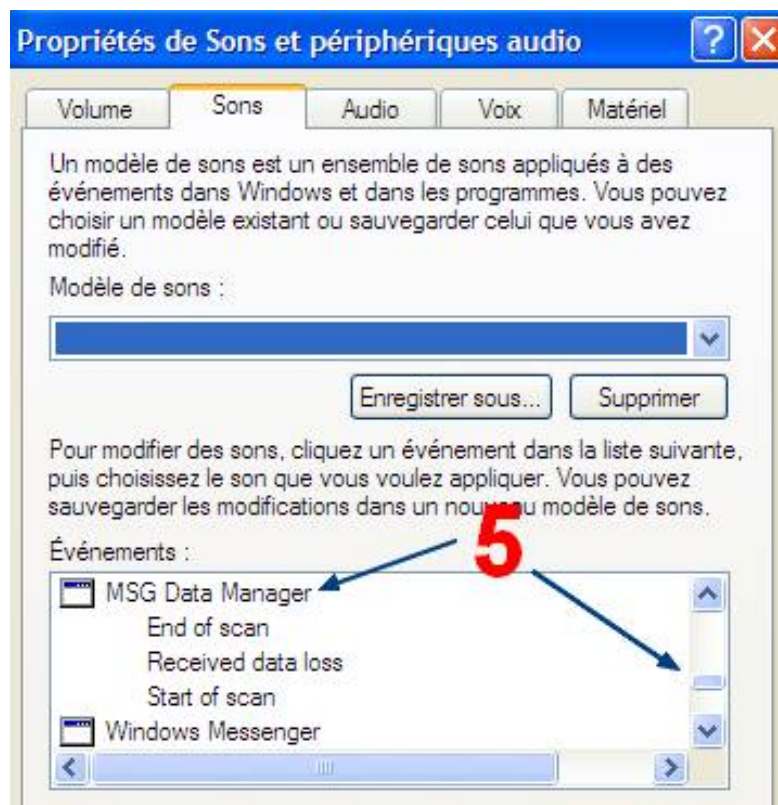 Propriétés de Sons et périphériques audio
Volume Sons Audio Voix Matériel
Un modèle de sons est un ensemble de sons appliqués à des
événements dans Windows et dans les programmes. Vous pouvez
choisir un modèle existant ou sauvegarder celui que vous avez
modifié.
Modèle de sons :
Enregistrer sous... Supprimer
Pour modifier des sons, cliquez un événement dans la liste suivante,
puis choisissez le son que vous voulez appliquer. Vous pouvez
sauvegarder les modifications dans un nouveau modèle de sons.
5
Événements :
MSG Data Manager
End of scan
Received data loss
Start of scan
Windows Messenger